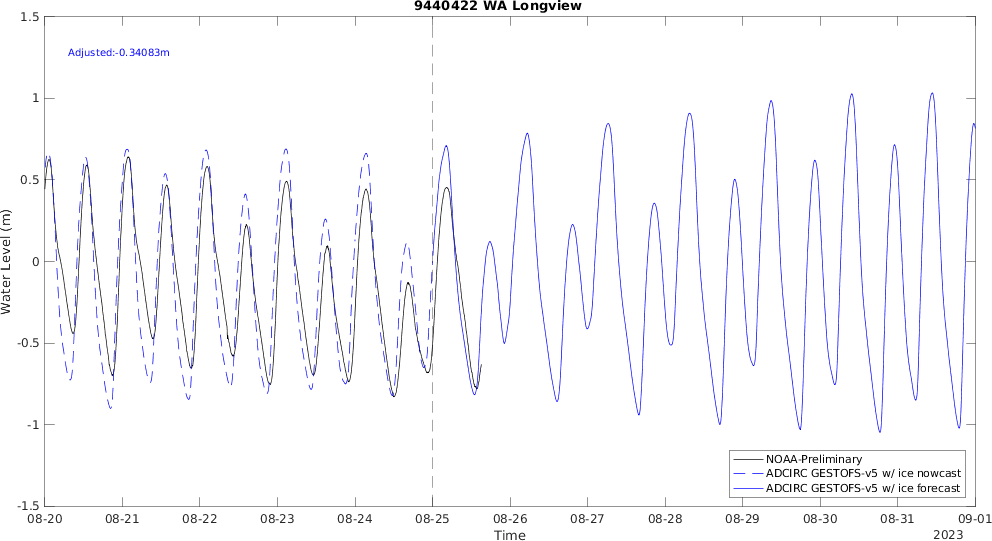 9440422 WA Longview
Adjusted:-0.34083m
1.5
1
0.5
0
-0.5
-1
-1.5
Water Level (m)
NOAA-Preliminary
ADCIRC GESTOFS-v5 w/ ice nowcast
ADCIRC GESTOFS-v5 w/ ice forecast
08-20 08-21 08-22 08-23 08-24 08-25 08-26 08-27 08-28 08-29 08-30 08-31 09-01
Time
2023